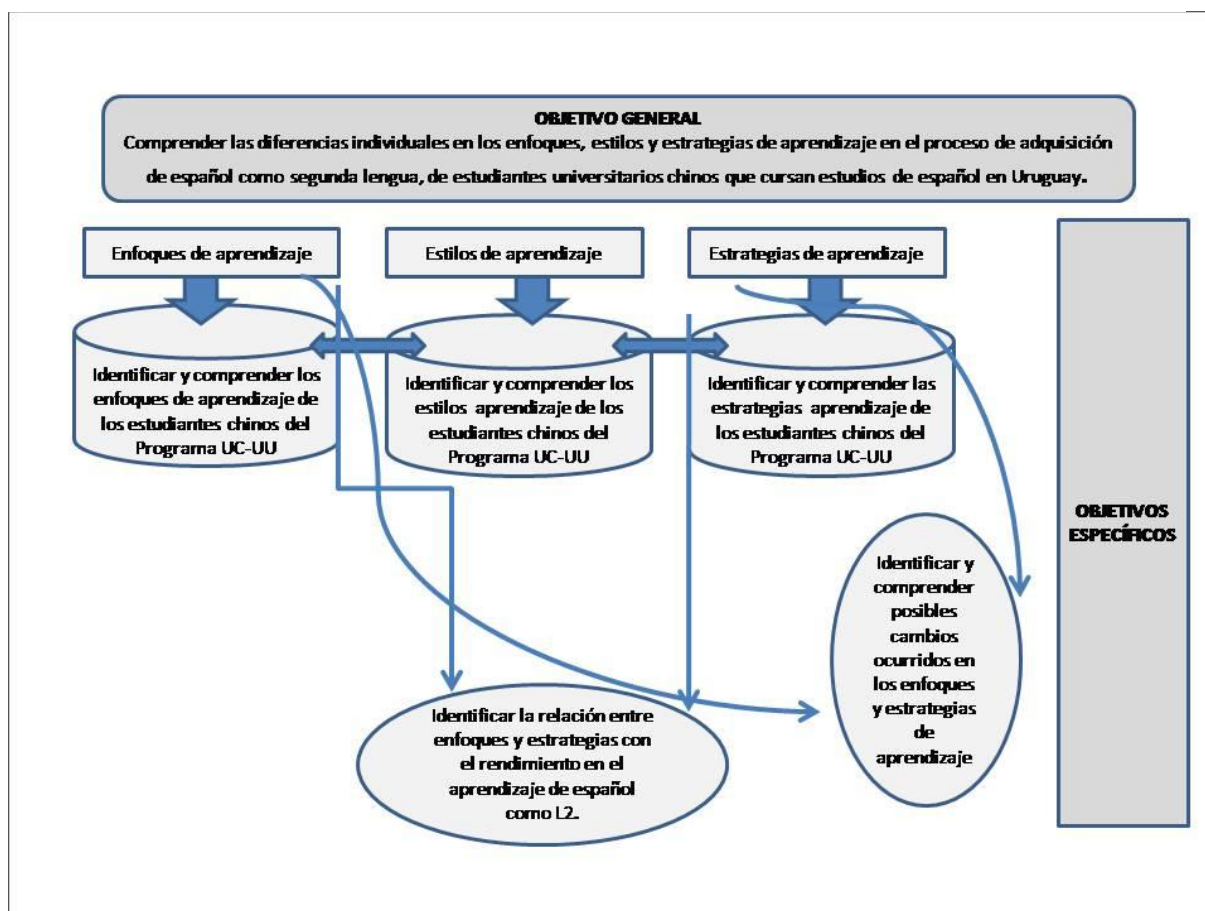 OBJETIVO GENERAL
Comprender las diferencias individuales en los enfoques, estilos y estrategias de aprendizaje en el proceso de adquisición
de español como segunda lengua, de estudiantes universitarios chinos que cursan estudios de español en Uruguay.
Enfoques de aprendizaje
Estilos de aprendizaje
Estrategias de aprendizaje
Identificar y comprender los
enfoques de aprendizaje de
los estudiantes chinos del
Programa UC-UU
Identificar y comprender los
estilos aprendizaje de los
estudiantes chinos del
Programa UC-UU
Identificar y comprender las
estrategias aprendizaje de
los estudiantes chinos del
Programa UC-UU
OBJETIVOS
ESPECÍFICOS
Identificar y
comprender
posibles
cambios
ocurridos en
los enfoques
y estrategias
de
aprendizaje
Identificar la relación entre
enfoques y estrategias con
el rendimiento en el
aprendizaje de español
como L2.